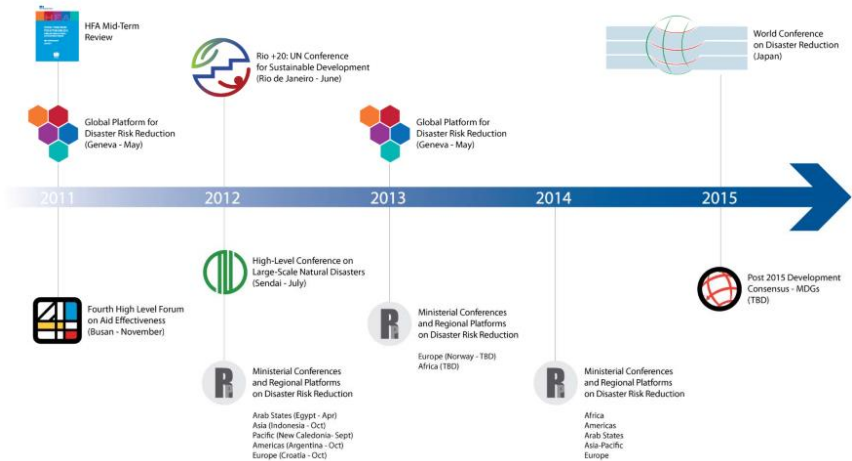 HFA Mid-Term
Review
Global Platform for
Disaster Risk Reduction
(Geneva - May)
Rio +20: UN Conference
for Sustainable Development
(Rio de Janeiro - June)
Global Platform for
Disaster Risk Reduction
(Geneva - May)
World Conference
on Disaster Reduction
(Japan)
2011
2012
2013
2014
2015
Fourth High Level Forum
on Aid Effectiveness
(Busan - November)
High-Level Conference on
Large-Scale Natural Disasters
(Sendai - July)
Ministerial Conferences
and Regional Platforms
on Disaster Risk Reduction
Arab States (Egypt - Apr)
Asia (Indonesia - Oct)
Pacific (New Caledonia- Sept)
Americas (Argentina - Oct)
Europe (Croatia - Oct)
Ministerial Conferences
and Regional Platforms
on Disaster Risk Reduction
Europe (Norway - TBD)
Africa (TBD)
Ministerial Conferences
and Regional Platforms
on Disaster Risk Reduction
Africa
Americas
Arab States
Asia-Pacific
Europe
Post 2015 Development
Consensus - MDGs
(TBD)